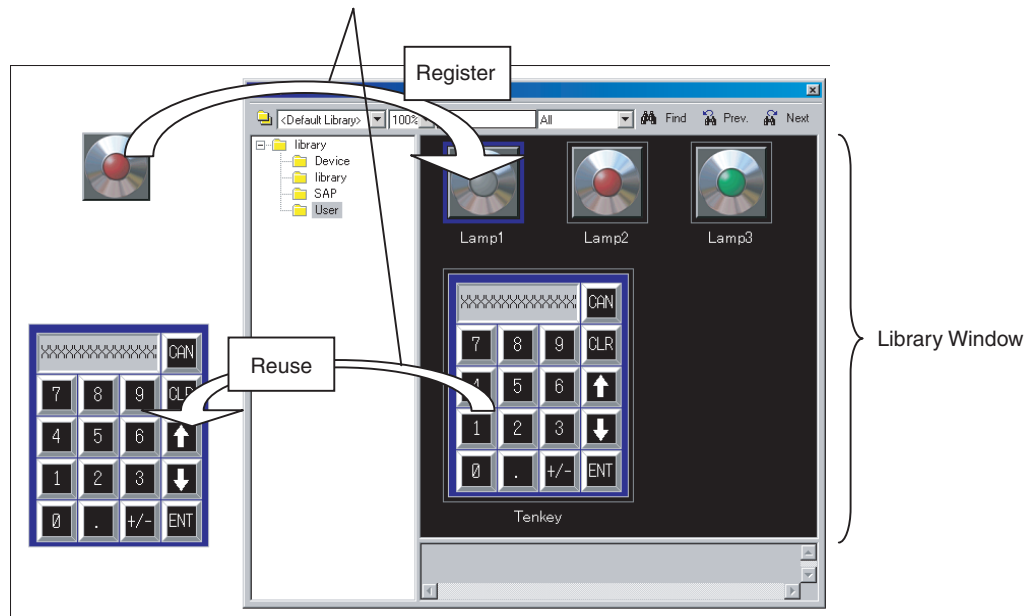 Register
<Default Library> 100% All Find Prev. Next
library
Device
library
SAP
User
Lamp1 Lamp2 Lamp3
XXXXXXXXXXX CAN
7 8 9 CLR
4 5 6
1 2 3
0 . +/- ENT
Tenkey
Library Window
Reuse
XXXXXXXXXXX CAN
7 8 9 CLR
4 5 6
1 2 3
0 . +/- ENT